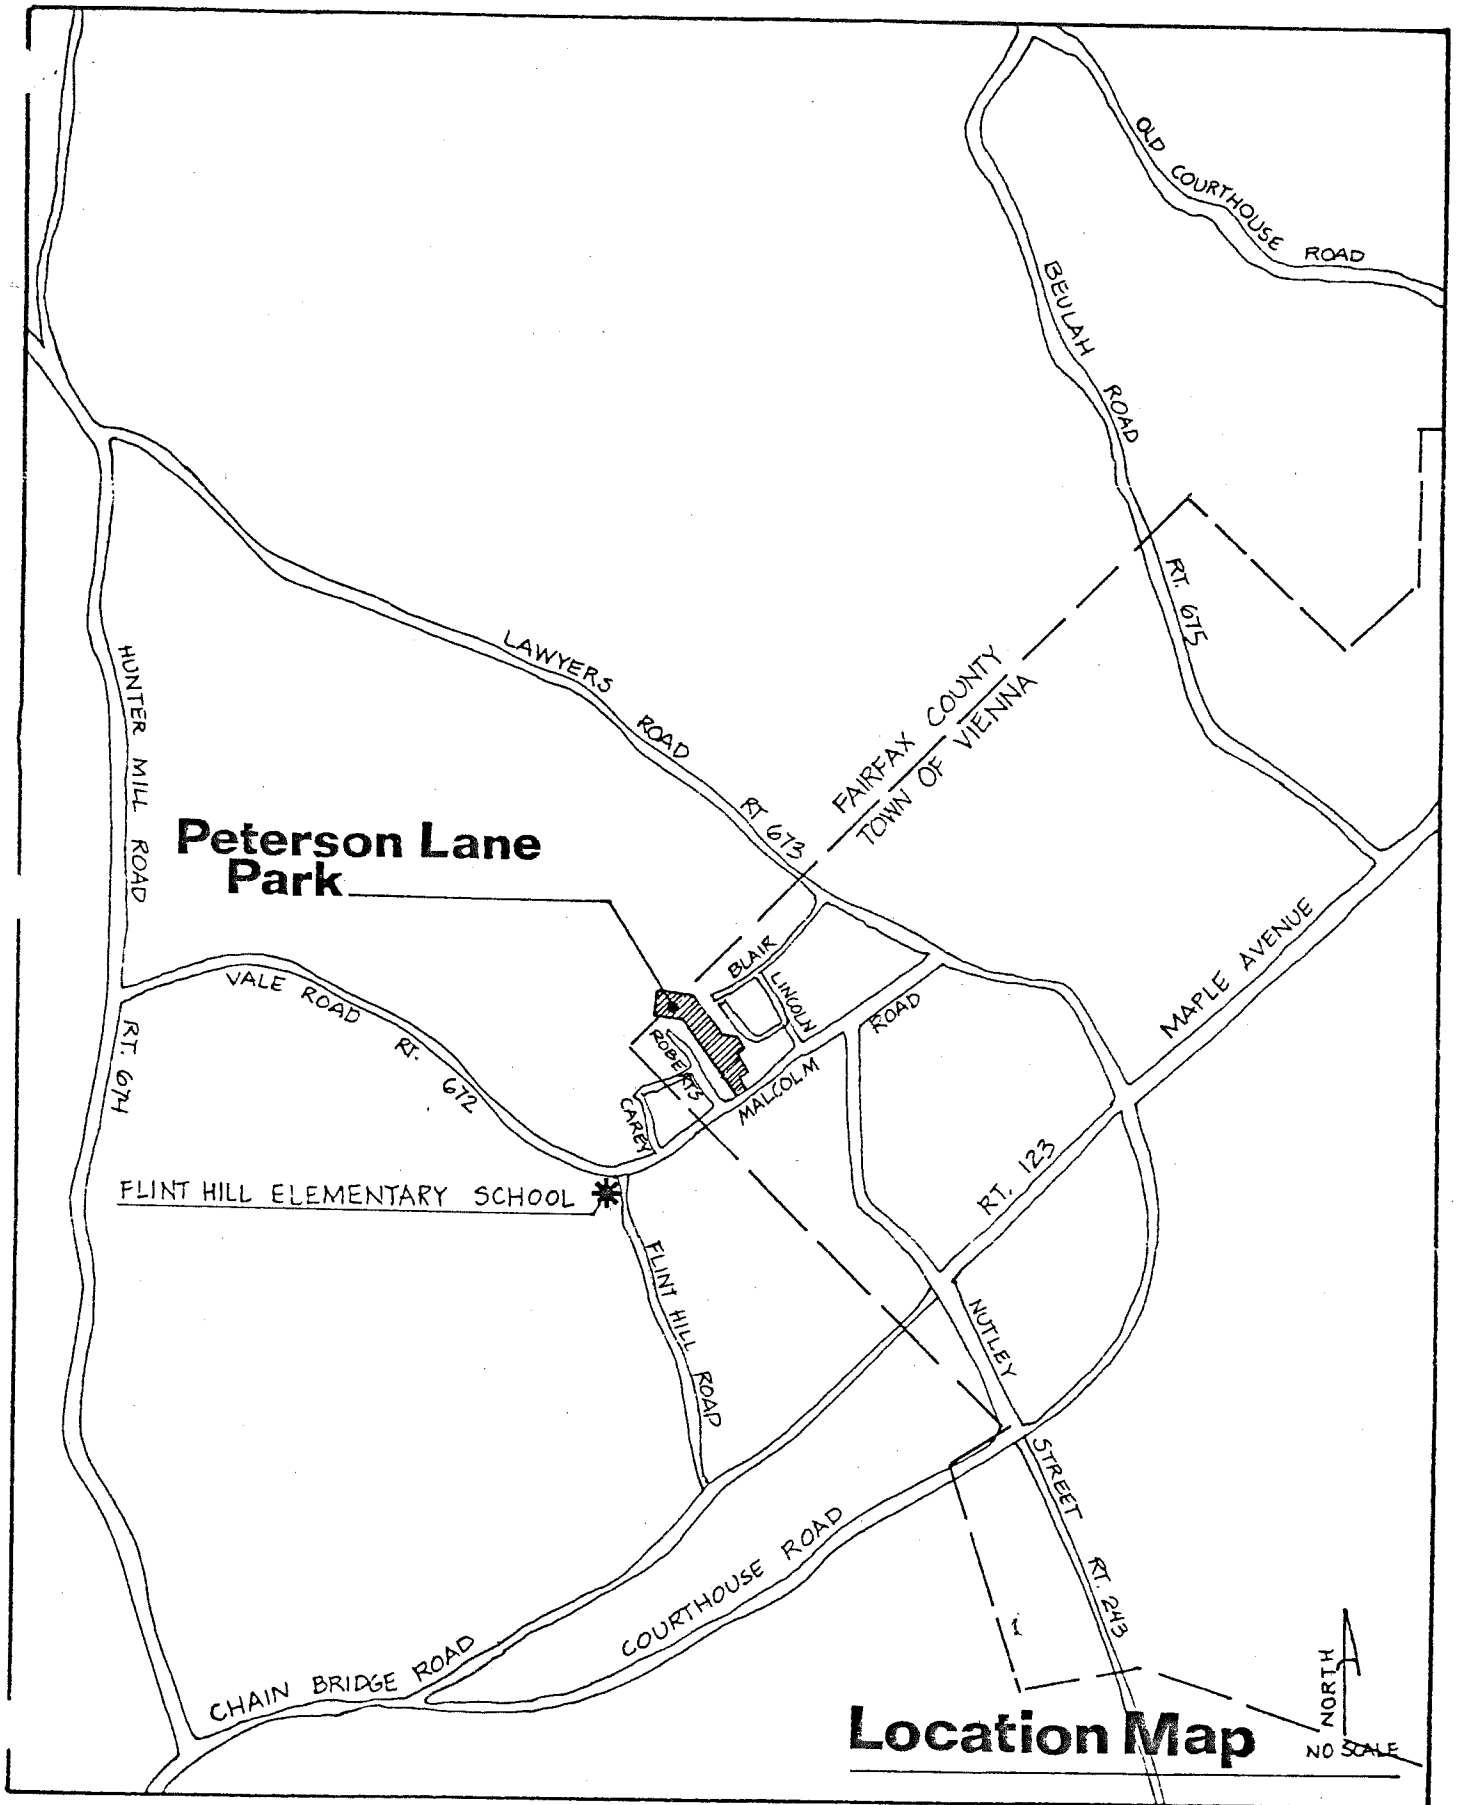 OLD COURTHOUSE ROAD
BEULAH ROAD
RT. 675
HUNTER MILL ROAD
LAWYERS ROAD
RT 673
FAIRFAX COUNTY
TOWN OF VIENNA
Peterson Lane
Park
BLAIR
LINCOLN
ROAD
MAPLE AVENUE
VALE ROAD
RT. 672
RT. 674
ROBERTS
MALCOLM
CAREY
RT. 123
FLINT HILL ELEMENTARY SCHOOL
FLINT HILL ROAD
NUTLEY
STREET
RT. 243
COURTHOUSE ROAD
CHAIN BRIDGE ROAD
NORTH
NO SCALE
Location Map